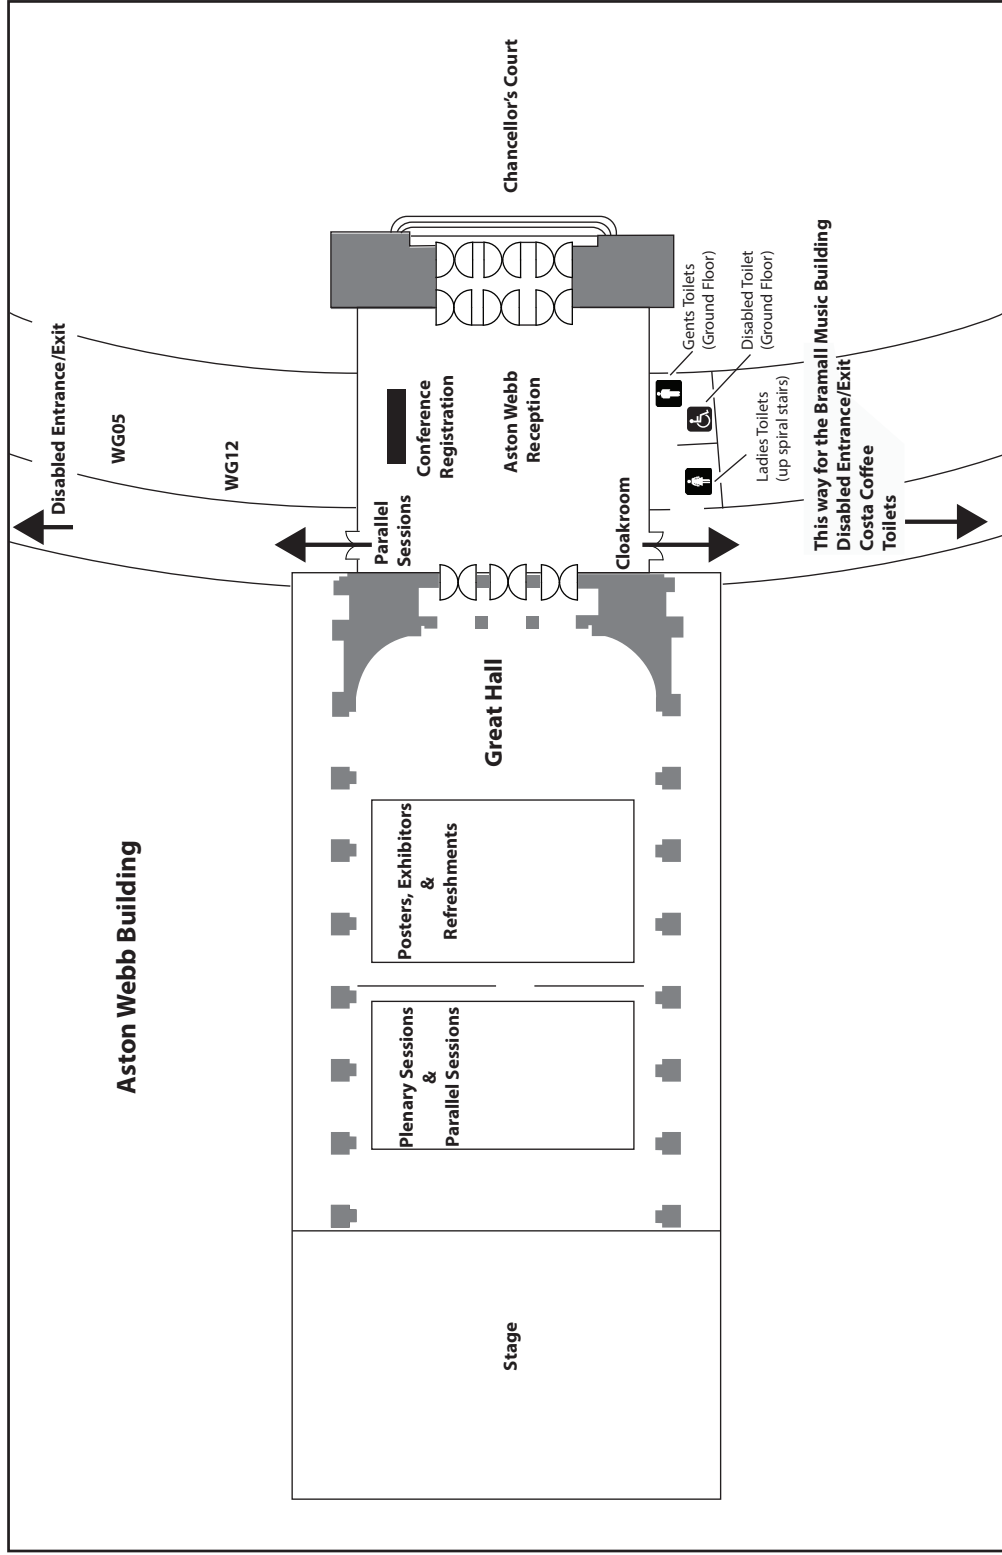 Aston Webb Building
Disabled Entrance/Exit
WG05
WG12
Parallel
Sessions
Conference
Registration
Aston Webb
Reception
Chancellor's Court
Cloakroom
Great Hall
Posters, Exhibitors
&
Refreshments
Plenary Sessions
&
Parallel Sessions
Stage
Gents Toilets
(Ground Floor)
Disabled Toilet
(Ground Floor)
Ladies Toilets
(up spiral stairs)
This way for the Bramall Music Building
Disabled Entrance/Exit
Costa Coffee
Toilets